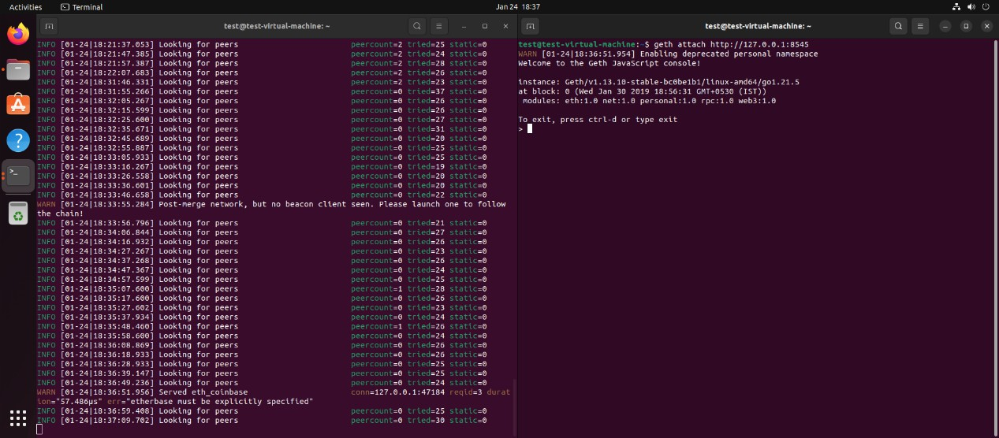 Activities
Terminal
Jan 24 18:37
test@test-virtual-machine: ~
INFO [01-24|18:21:37.053] Looking for peers peercount=2 tried=25 static=0
INFO [01-24|18:21:47.385] Looking for peers peercount=2 tried=24 static=0
INFO [01-24|18:21:57.387] Looking for peers peercount=2 tried=28 static=0
INFO [01-24|18:22:07.683] Looking for peers peercount=2 tried=26 static=0
INFO [01-24|18:31:46.331] Looking for peers peercount=2 tried=23 static=0
INFO [01-24|18:31:55.266] Looking for peers peercount=0 tried=37 static=0
INFO [01-24|18:32:05.267] Looking for peers peercount=0 tried=26 static=0
INFO [01-24|18:32:15.599] Looking for peers peercount=0 tried=26 static=0
INFO [01-24|18:32:25.600] Looking for peers peercount=0 tried=27 static=0
INFO [01-24|18:32:35.671] Looking for peers peercount=0 tried=31 static=0
INFO [01-24|18:32:45.689] Looking for peers peercount=0 tried=20 static=0
INFO [01-24|18:32:55.887] Looking for peers peercount=0 tried=25 static=0
INFO [01-24|18:33:05.933] Looking for peers peercount=0 tried=25 static=0
INFO [01-24|18:33:16.267] Looking for peers peercount=0 tried=19 static=0
INFO [01-24|18:33:26.558] Looking for peers peercount=0 tried=20 static=0
INFO [01-24|18:33:36.601] Looking for peers peercount=0 tried=20 static=0
INFO [01-24|18:33:46.658] Looking for peers peercount=0 tried=22 static=0
WARN [01-24|18:33:55.284] Post-merge network, but no beacon client seen. Please launch one to follow
the chain!
INFO [01-24|18:33:56.796] Looking for peers peercount=0 tried=21 static=0
INFO [01-24|18:34:06.844] Looking for peers peercount=0 tried=27 static=0
INFO [01-24|18:34:16.932] Looking for peers peercount=0 tried=26 static=0
INFO [01-24|18:34:27.267] Looking for peers peercount=0 tried=23 static=0
INFO [01-24|18:34:37.268] Looking for peers peercount=0 tried=26 static=0
INFO [01-24|18:34:47.367] Looking for peers peercount=0 tried=24 static=0
INFO [01-24|18:34:57.599] Looking for peers peercount=0 tried=25 static=0
INFO [01-24|18:35:07.600] Looking for peers peercount=1 tried=28 static=0
INFO [01-24|18:35:17.600] Looking for peers peercount=0 tried=26 static=0
INFO [01-24|18:35:27.602] Looking for peers peercount=0 tried=23 static=0
INFO [01-24|18:35:37.934] Looking for peers peercount=0 tried=24 static=0
INFO [01-24|18:35:48.460] Looking for peers peercount=1 tried=26 static=0
INFO [01-24|18:35:58.600] Looking for peers peercount=0 tried=24 static=0
INFO [01-24|18:36:08.869] Looking for peers peercount=0 tried=26 static=0
INFO [01-24|18:36:18.933] Looking for peers peercount=0 tried=26 static=0
INFO [01-24|18:36:28.933] Looking for peers peercount=0 tried=25 static=0
INFO [01-24|18:36:39.147] Looking for peers peercount=0 tried=25 static=0
INFO [01-24|18:36:49.236] Looking for peers peercount=0 tried=24 static=0
WARN [01-24|18:36:51.956] Served eth_coinbase conn=127.0.0.1:47184 reqid=3 durat
ion="57.486µs" err="etherbase must be explicitly specified"
INFO [01-24|18:36:59.408] Looking for peers peercount=0 tried=25 static=0
INFO [01-24|18:37:09.702] Looking for peers peercount=0 tried=30 static=0
test@test-virtual-machine: ~
test@test-virtual-machine:~$ geth attach http://127.0.0.1:8545
WARN [01-24|18:36:51.954] Enabling deprecated personal namespace
Welcome to the Geth JavaScript console!
instance: Geth/v1.13.10-stable-bc0be1b1/linux-amd64/go1.21.5
at block: 0 (Wed Jan 30 2019 18:56:31 GMT+0530 (IST))
modules: eth:1.0 net:1.0 personal:1.0 rpc:1.0 web3:1.0
To exit, press ctrl-d or type exit
>